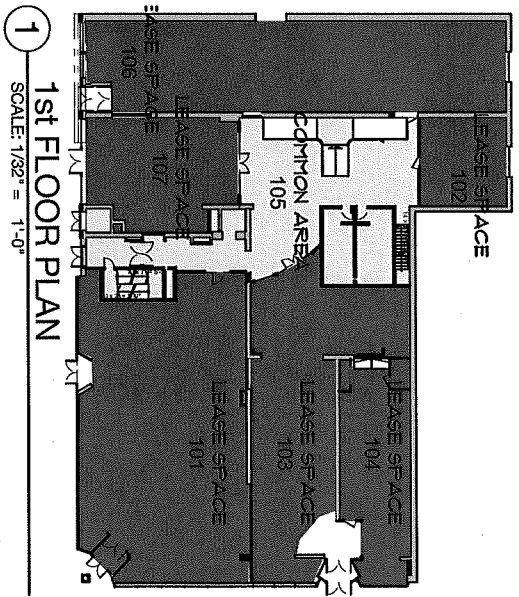 LEASE SPACE
106
LEASE SPACE
107
COMMON AREA
105
LEASE SPACE
102
LEASE SPACE
101
LEASE SPACE
103
LEASE SPACE
104
1
1st FLOOR PLAN
SCALE: 1/32" = 1'-0"